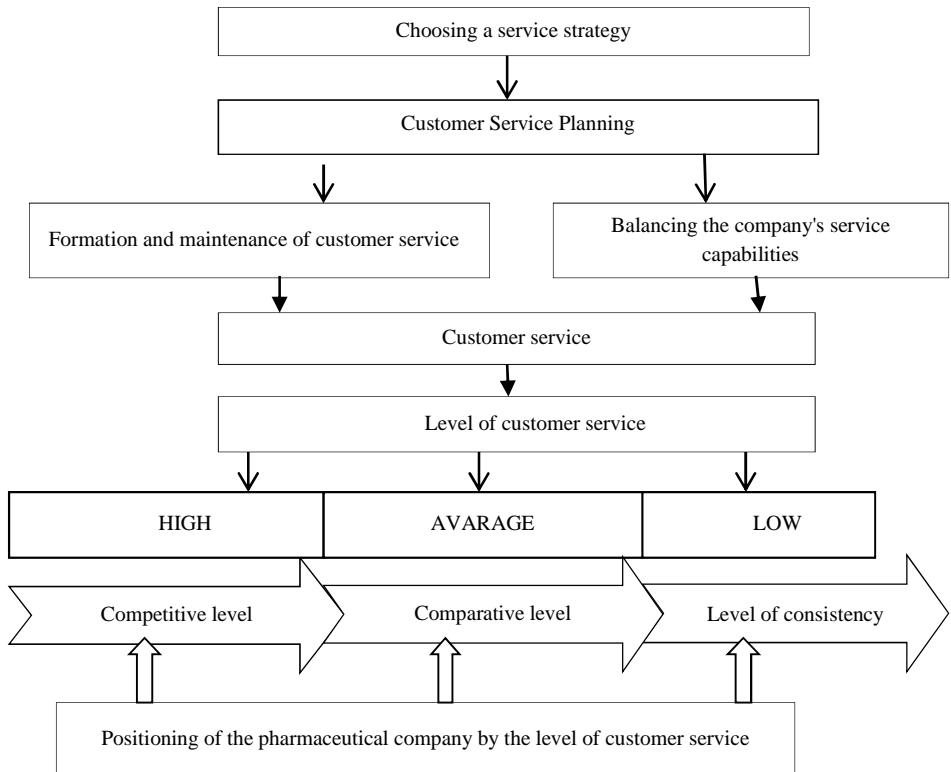 Choosing a service strategy
Customer Service Planning
Formation and maintenance of customer service
Balancing the company's service
capabilities
Customer service
Level of customer service
HIGH
AVARAGE
LOW
Competitive level
Comparative level
Level of consistency
Positioning of the pharmaceutical company by the level of customer service